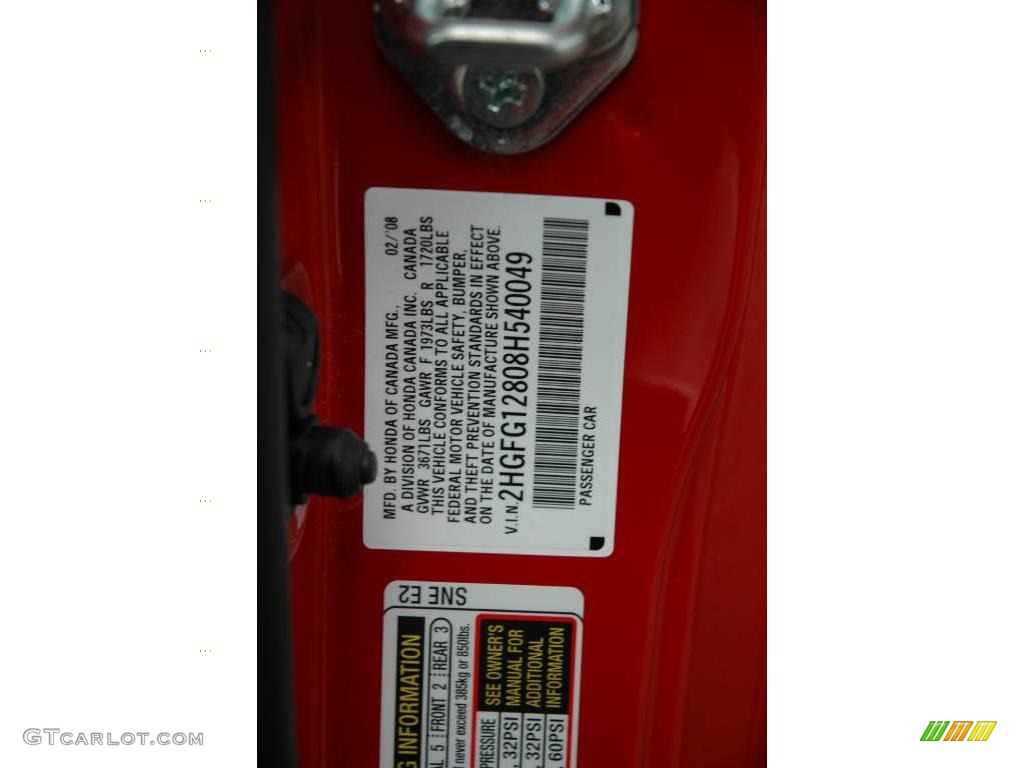 MFD. BY HONDA OF CANADA MFG., 02/'08
A DIVISION OF HONDA CANADA INC. CANADA
GVWR 3671LBS GAWR F 1973LBS R 1720LBS
THIS VEHICLE CONFORMS TO ALL APPLICABLE
FEDERAL MOTOR VEHICLE SAFETY, BUMPER,
AND THEFT PREVENTION STANDARDS IN EFFECT
ON THE DATE OF MANUFACTURE SHOWN ABOVE.
V.I.N. 2HGFG12808H540049
PASSENGER CAR
SNE E2
INFORMATION
5 FRONT 2 REAR 3
never exceed 385kg or 850lbs.
PRESSURE SEE OWNER'S
, 32PSI MANUAL FOR
, 32PSI ADDITIONAL
, 60PSI INFORMATION
GTCarlot.com